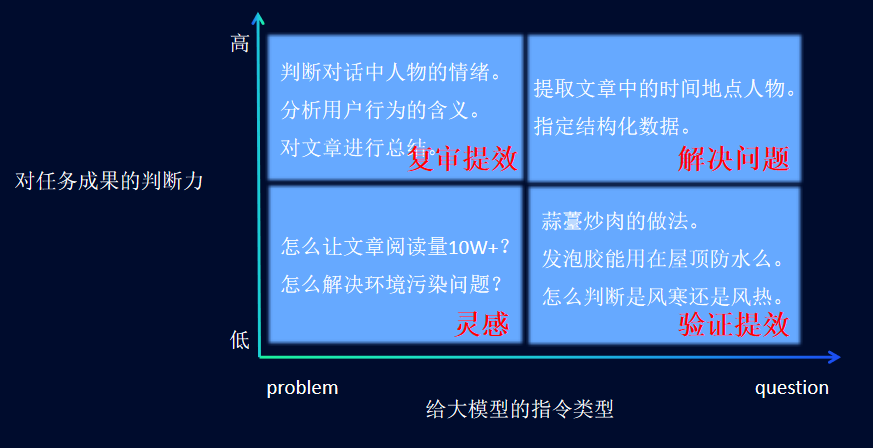 高
判断对话中人物的情绪。
分析用户行为的含义。
对文章进行总结。
复审提效
提取文章中的时间地点人物。
指定结构化数据。
解决问题
对任务成果的判断力
怎么让文章阅读量10W+？
怎么解决环境污染问题？
灵感
蒜薹炒肉的做法。
发泡胶能用在屋顶防水么。
怎么判断是风寒还是风热。
验证提效
低
problem
question
给大模型的指令类型